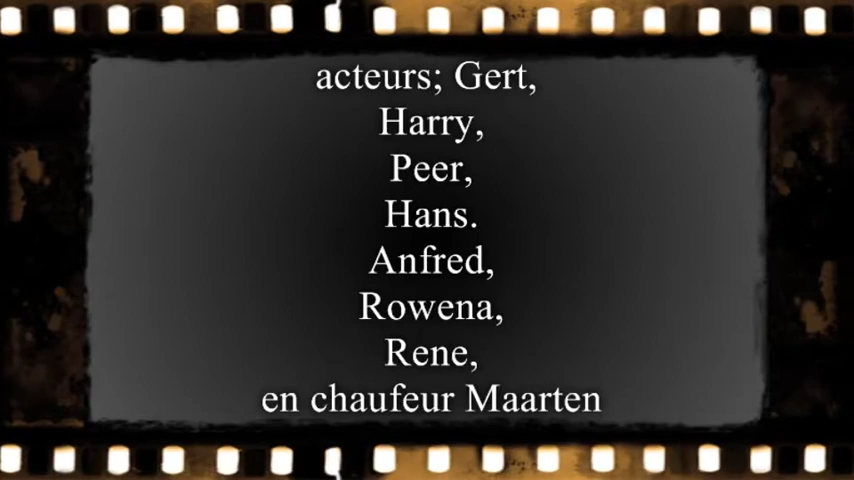 acteurs; Gert,
Harry,
Peer,
Hans.
Anfred,
Rowena,
Rene,
en chaufeur Maarten